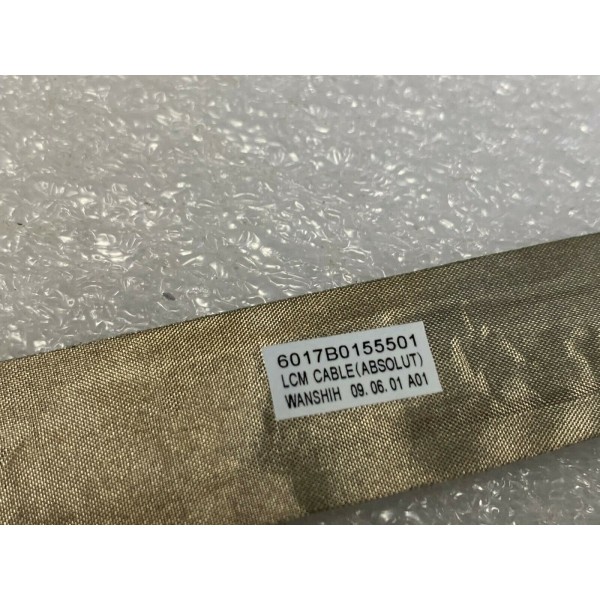 6017B0155501
LCM CABLE(ABSOLUT)
WANSHIH 09.06.01 A01